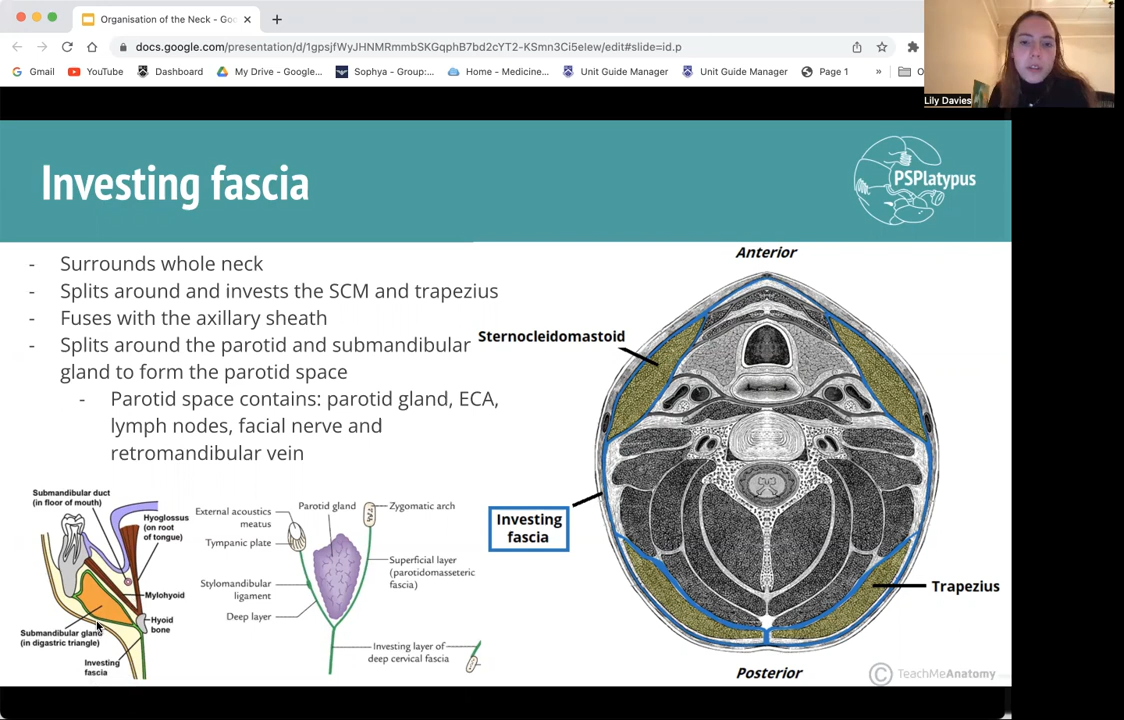 Organisation of the Neck - Goo
docs.google.com/presentation/d/1gpsjfWyJHNMRmmbSKGqphB7bd2cYT2-KSmn3Ci5eIew/edit#slide=id.p
Gmail
YouTube
Dashboard
My Drive - Google...
Sophya - Group:...
Home - Medicine...
Unit Guide Manager
Unit Guide Manager
Page 1
»
Lily Davies
Investing fascia
PSPlatypus
- Surrounds whole neck
- Splits around and invests the SCM and trapezius
- Fuses with the axillary sheath
- Splits around the parotid and submandibular
gland to form the parotid space
- Parotid space contains: parotid gland, ECA,
lymph nodes, facial nerve and
retromandibular vein
Anterior
Sternocleidomastoid
Investing
fascia
Trapezius
Posterior
© TeachMeAnatomy
Submandibular duct
(in floor of mouth)
Hyoglossus
(on root
of tongue)
Mylohyoid
Hyoid
bone
Submandibular gland
(in digastric triangle)
Investing
fascia
External acoustics
meatus
Tympanic plate
Stylomandibular
ligament
Deep layer
Parotid gland
Zygomatic arch
Superficial layer
(parotidomasseteric
fascia)
Investing layer of
deep cervical fascia